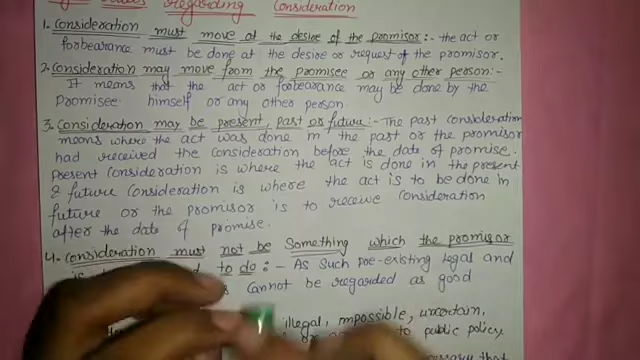 regarding Consideration
1. Consideration must move at the desire of the promisor:- the act or
forbearance must be done at the desire or request of the promisor.
2. Consideration may move from the promisee or any other person:-
It means that the act or forbearance may be done by the
Promisee himself or any other person
3. Consideration may be present, past or future:- The past consideration
means where the act was done in the past or the promisor
had received the consideration before the date of promise.
present Consideration is where the act is done in the present
& future Consideration is where the act is to be done in
future or the promisor is to receive consideration
after the date of promise.
4. Consideration must not be Something which the promisor
to do:- As Such pre-existing legal and
cannot be regarded as good
illegal, impossible, uncertain,
to public policy
that